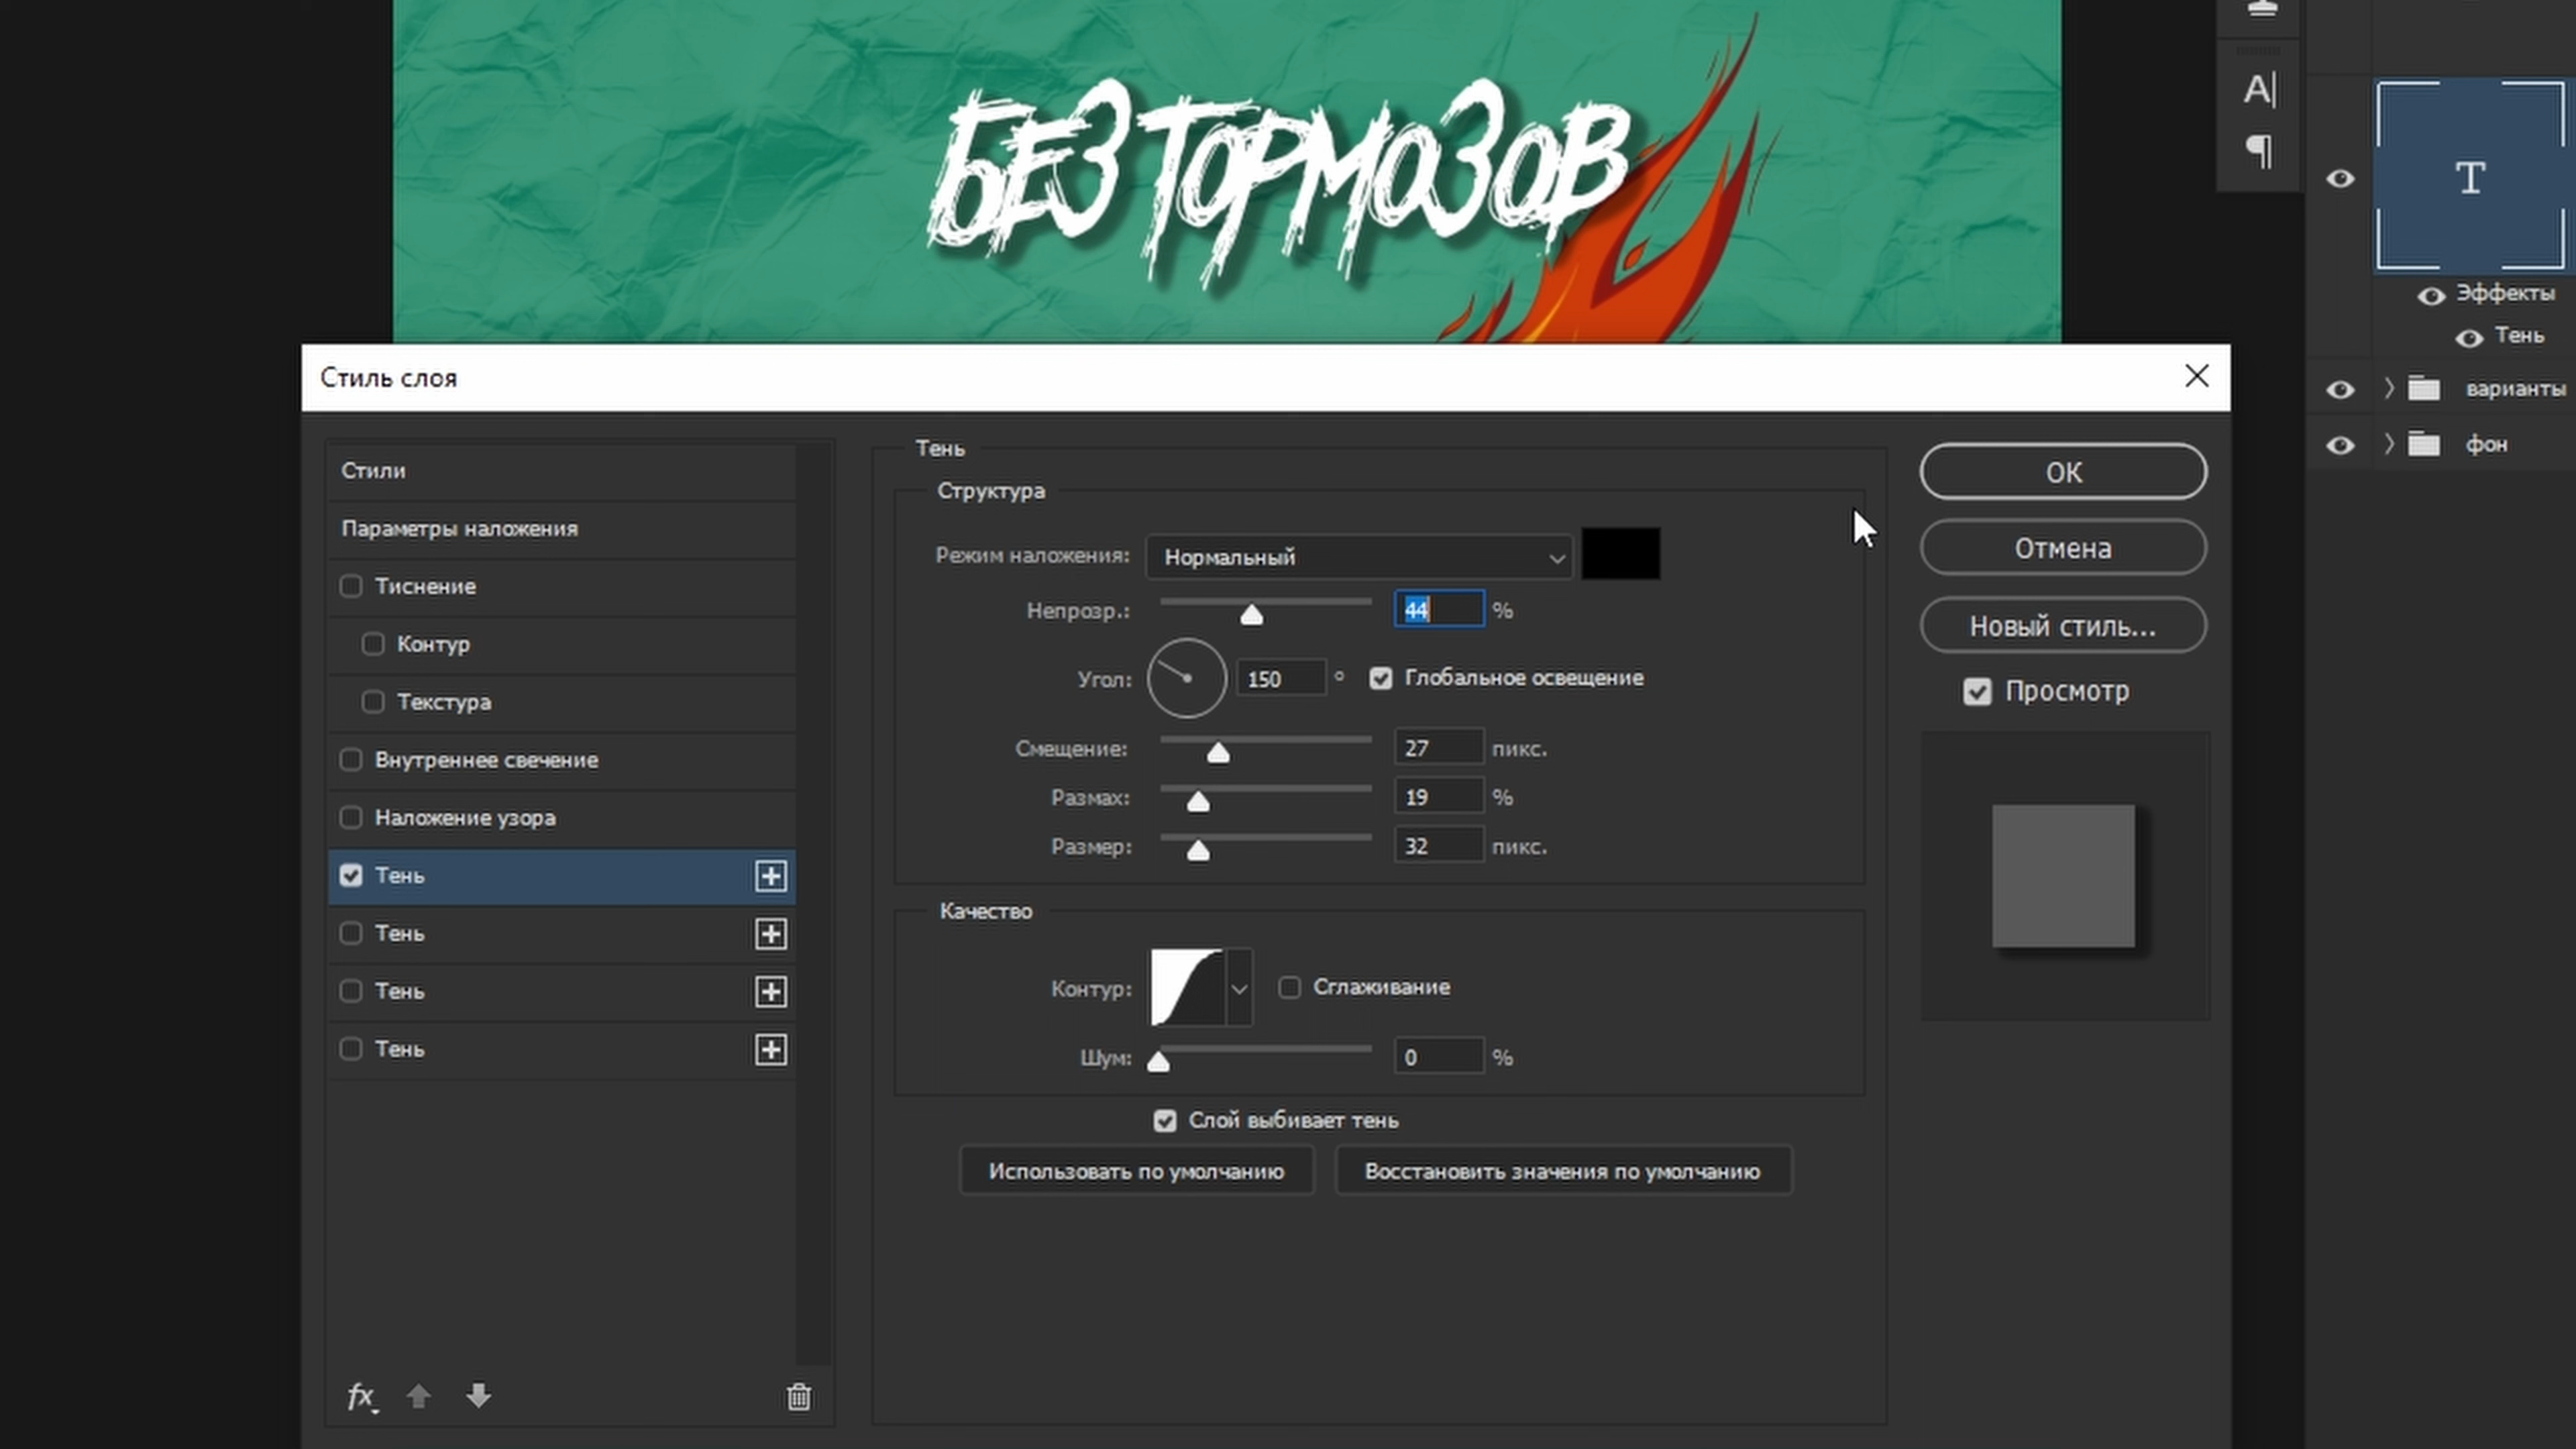 БЕЗ ТОРМОЗОВ
A|
¶
T
Эффекты
Тень
варианты
фон
Стиль слоя
Стили
Параметры наложения
Тиснение
Контур
Текстура
Внутреннее свечение
Наложение узора
Тень
Тень
Тень
Тень
fx
Тень
Структура
Режим наложения: Нормальный
Непрозр.: 44 %
Угол: 150 ° Глобальное освещение
Смещение: 27 пикс.
Размах: 19 %
Размер: 32 пикс.
Качество
Контур: Сглаживание
Шум: 0 %
Слой выбивает тень
Использовать по умолчанию Восстановить значения по умолчанию
ОК
Отмена
Новый стиль...
Просмотр